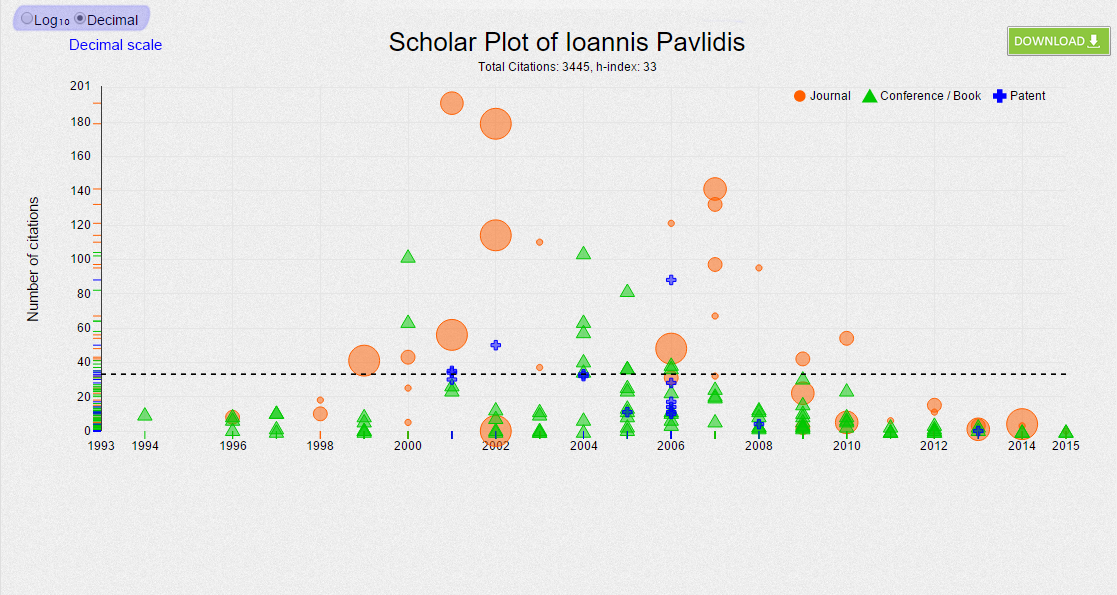 Log₁₀ Decimal
Decimal scale
Scholar Plot of Ioannis Pavlidis
Total Citations: 3445, h-index: 33
DOWNLOAD
Journal Conference / Book Patent
Number of citations
201
180
160
140
120
100
80
60
40
20
0
1993 1994 1996 1998 2000 2002 2004 2006 2008 2010 2012 2014 2015